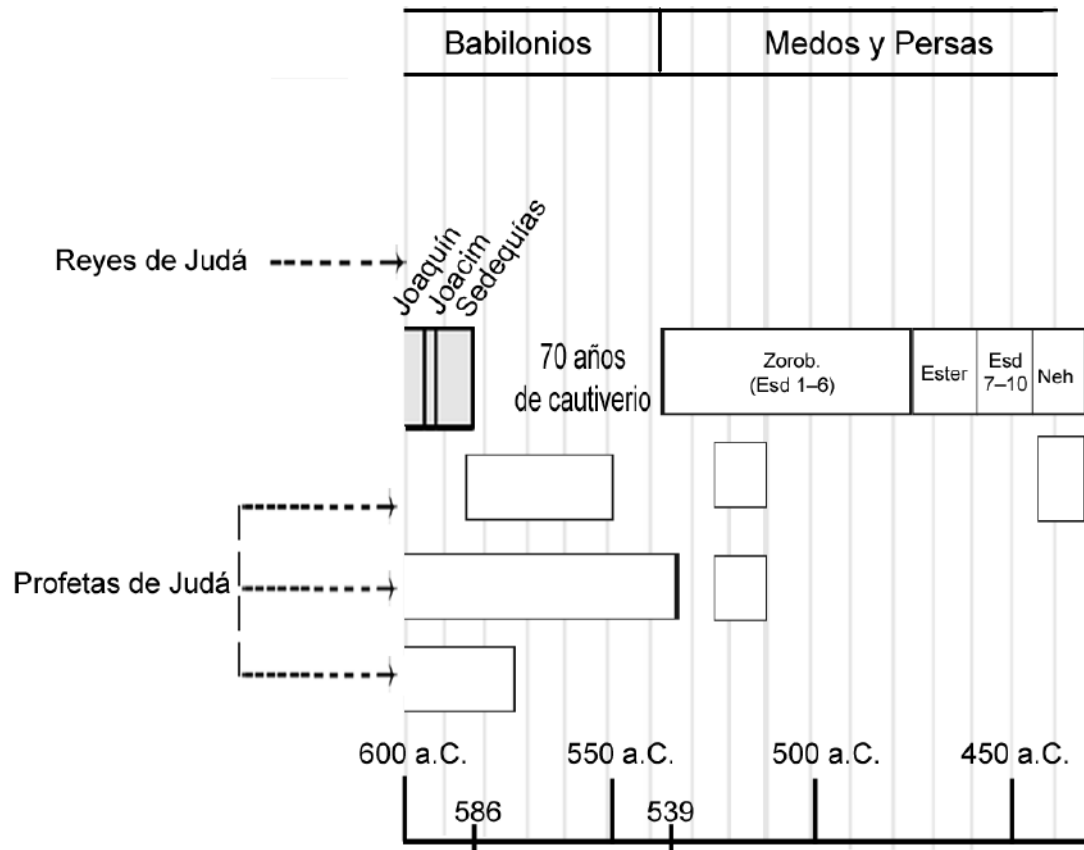 Babilonios
Medos y Persas
Reyes de Judá
Joaquín
Joacim
Sedequías
70 años
de cautiverio
Zorob.
(Esd 1–6)
Ester
Esd
7–10
Neh
Profetas de Judá
600 a.C.
550 a.C.
500 a.C.
450 a.C.
586
539